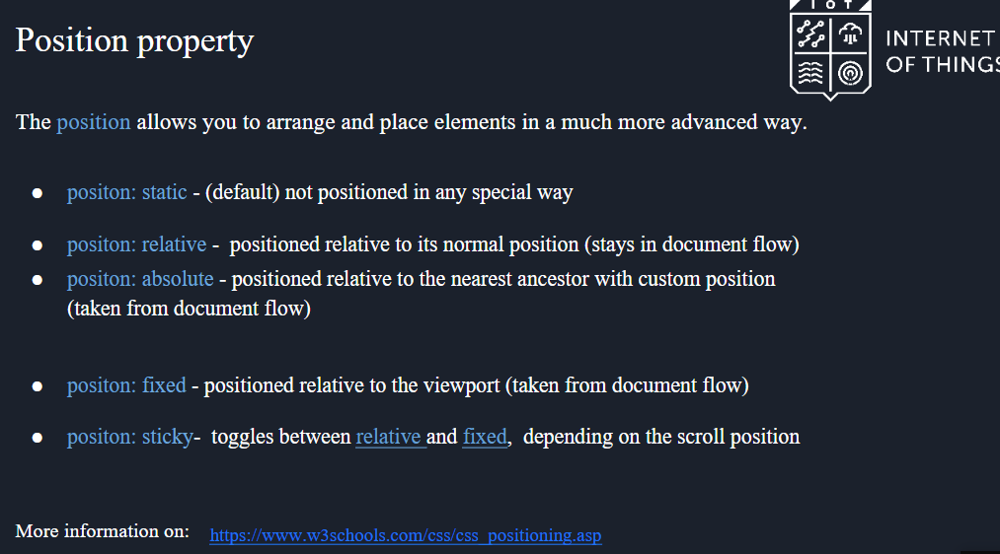 IOT
INTERNET
OF THINGS
Position property
The position allows you to arrange and place elements in a much more advanced way.
● positon: static - (default) not positioned in any special way
● positon: relative - positioned relative to its normal position (stays in document flow)
● positon: absolute - positioned relative to the nearest ancestor with custom position
(taken from document flow)
● positon: fixed - positioned relative to the viewport (taken from document flow)
● positon: sticky- toggles between relative and fixed, depending on the scroll position
More information on: https://www.w3schools.com/css/css_positioning.asp